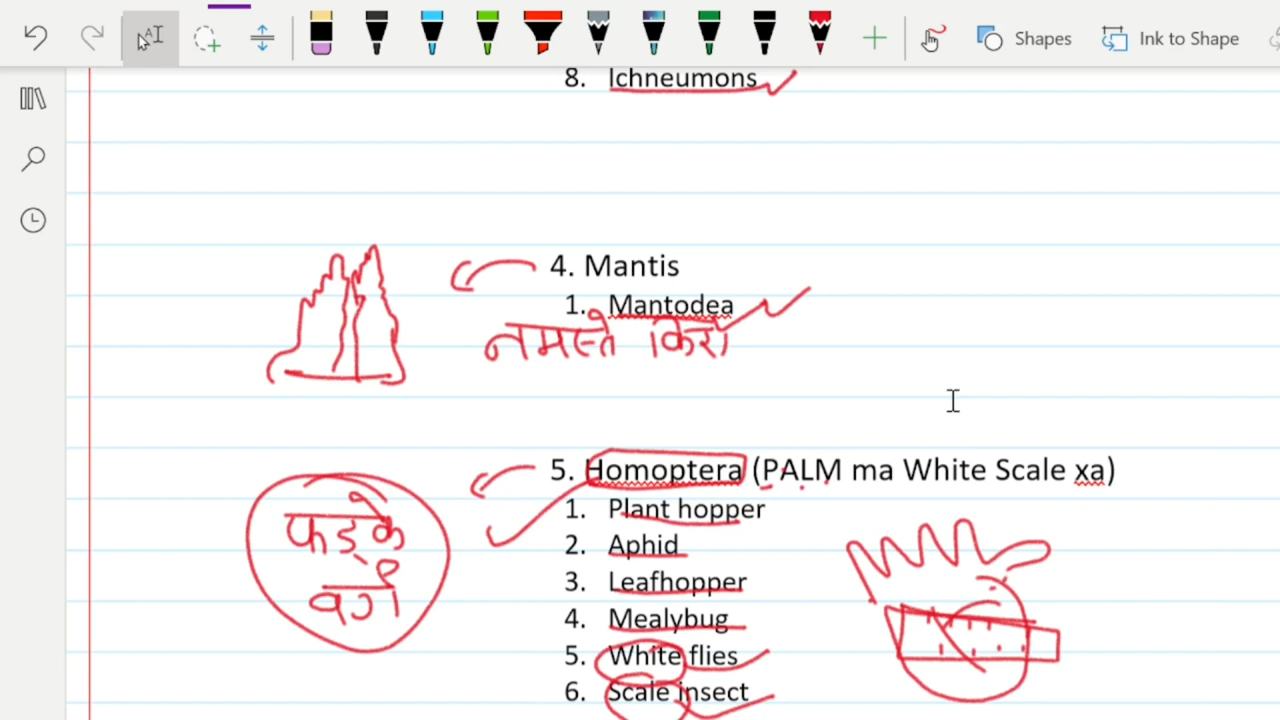 Shapes
Ink to Shape
8. Ichneumons
4. Mantis
1. Mantodea
नमस्ते किरा
5. Homoptera (PALM ma White Scale xa)
फड्के
वर्ग
1. Plant hopper
2. Aphid
3. Leafhopper
4. Mealybug
5. White flies
6. Scale insect